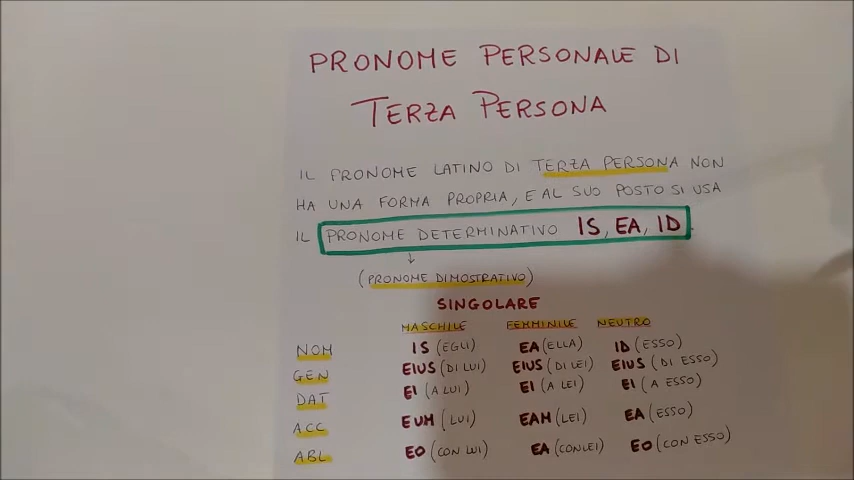 PRONOME PERSONALE DI
TERZA PERSONA
IL PRONOME LATINO DI TERZA PERSONA NON
HA UNA FORMA PROPRIA, E AL SUO POSTO SI USA
IL PRONOME DETERMINATIVO IS, EA, ID.
↓
(PRONOME DIMOSTRATIVO)
SINGOLARE
MASCHILE FEMMINILE NEUTRO
NOM IS (EGLI) EA (ELLA) ID (ESSO)
GEN EIUS (DI LUI) EIUS (DI LEI) EIUS (DI ESSO)
DAT EI (A LUI) EI (A LEI) EI (A ESSO)
ACC EUM (LUI) EAM (LEI) EA (ESSO)
ABL EO (CON LUI) EA (CON LEI) EO (CON ESSO)